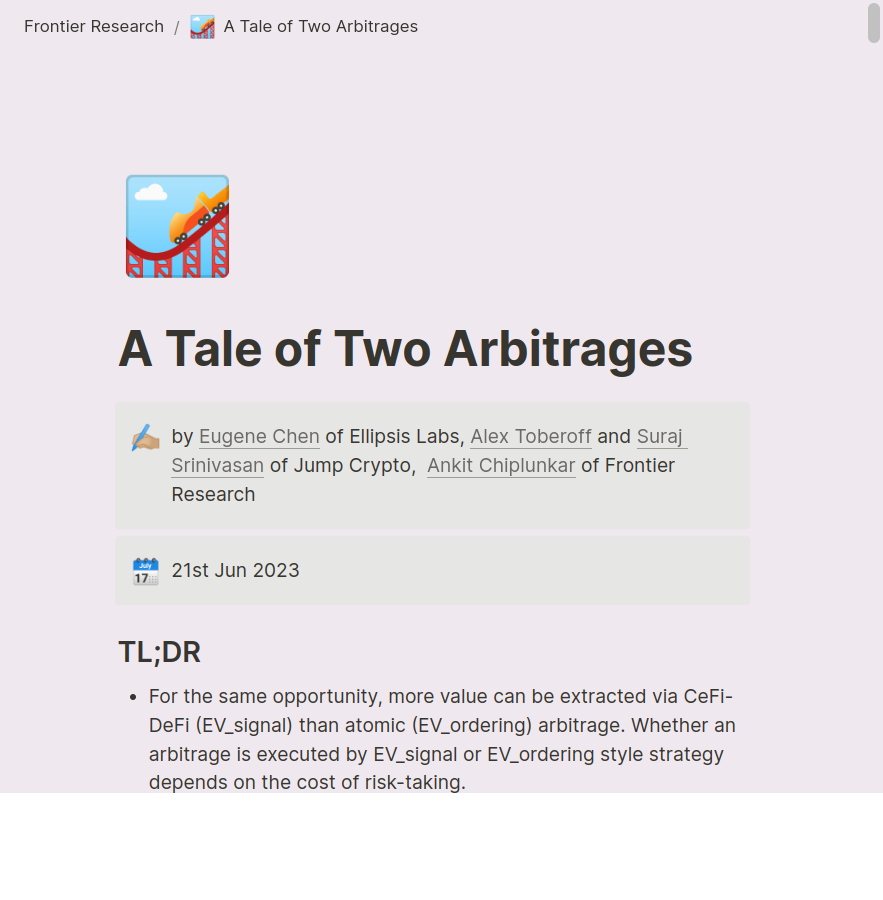 Frontier Research / A Tale of Two Arbitrages
A Tale of Two Arbitrages
by Eugene Chen of Ellipsis Labs, Alex Toberoff and Suraj
Srinivasan of Jump Crypto, Ankit Chiplunkar of Frontier
Research
July
17
21st Jun 2023
TL;DR
• For the same opportunity, more value can be extracted via CeFi-
DeFi (EV_signal) than atomic (EV_ordering) arbitrage. Whether an
arbitrage is executed by EV_signal or EV_ordering style strategy
depends on the cost of risk-taking.